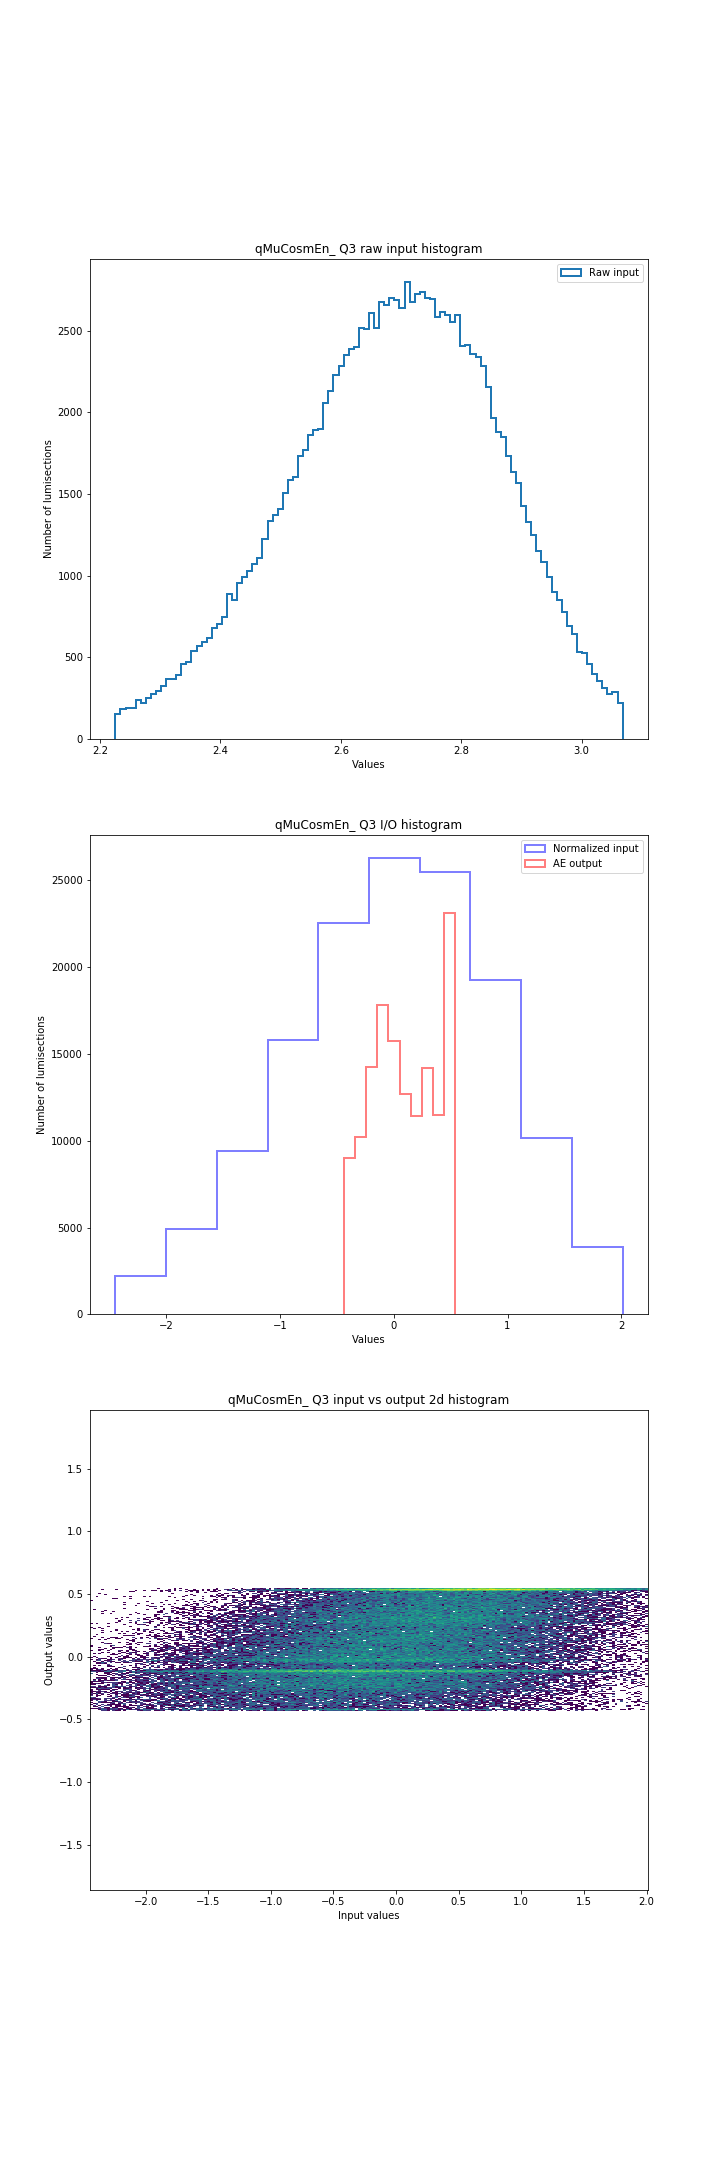 qMuCosmEn_ Q3 raw input histogram
Raw input
Number of lumisections
2500
2000
1500
1000
500
0
2.2 2.4 2.6 2.8 3.0
Values
qMuCosmEn_ Q3 I/O histogram
Normalized input
AE output
Number of lumisections
25000
20000
15000
10000
5000
0
−2 −1 0 1 2
Values
qMuCosmEn_ Q3 input vs output 2d histogram
Output values
1.5
1.0
0.5
0.0
−0.5
−1.0
−1.5
−2.0 −1.5 −1.0 −0.5 0.0 0.5 1.0 1.5 2.0
Input values